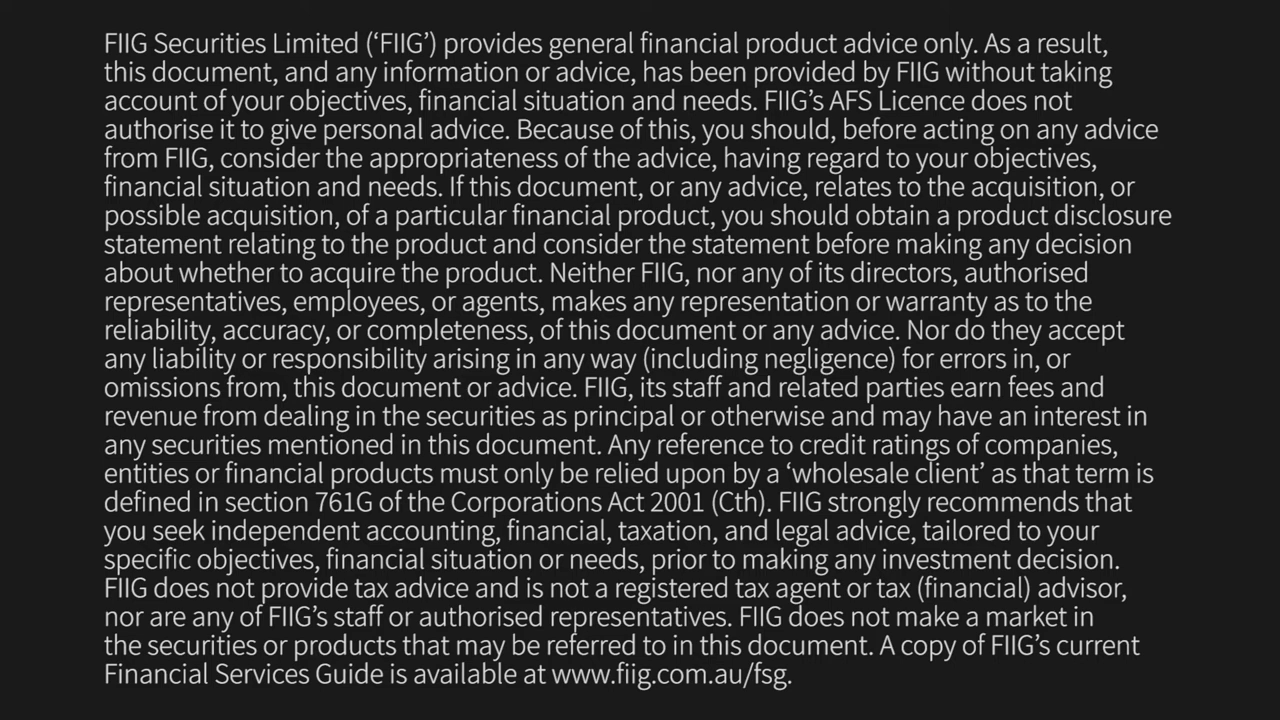 FIIG Securities Limited (‘FIIG’) provides general financial product advice only. As a result,
this document, and any information or advice, has been provided by FIIG without taking
account of your objectives, financial situation and needs. FIIG’s AFS Licence does not
authorise it to give personal advice. Because of this, you should, before acting on any advice
from FIIG, consider the appropriateness of the advice, having regard to your objectives,
financial situation and needs. If this document, or any advice, relates to the acquisition, or
possible acquisition, of a particular financial product, you should obtain a product disclosure
statement relating to the product and consider the statement before making any decision
about whether to acquire the product. Neither FIIG, nor any of its directors, authorised
representatives, employees, or agents, makes any representation or warranty as to the
reliability, accuracy, or completeness, of this document or any advice. Nor do they accept
any liability or responsibility arising in any way (including negligence) for errors in, or
omissions from, this document or advice. FIIG, its staff and related parties earn fees and
revenue from dealing in the securities as principal or otherwise and may have an interest in
any securities mentioned in this document. Any reference to credit ratings of companies,
entities or financial products must only be relied upon by a ‘wholesale client’ as that term is
defined in section 761G of the Corporations Act 2001 (Cth). FIIG strongly recommends that
you seek independent accounting, financial, taxation, and legal advice, tailored to your
specific objectives, financial situation or needs, prior to making any investment decision.
FIIG does not provide tax advice and is not a registered tax agent or tax (financial) advisor,
nor are any of FIIG’s staff or authorised representatives. FIIG does not make a market in
the securities or products that may be referred to in this document. A copy of FIIG’s current
Financial Services Guide is available at www.fiig.com.au/fsg.